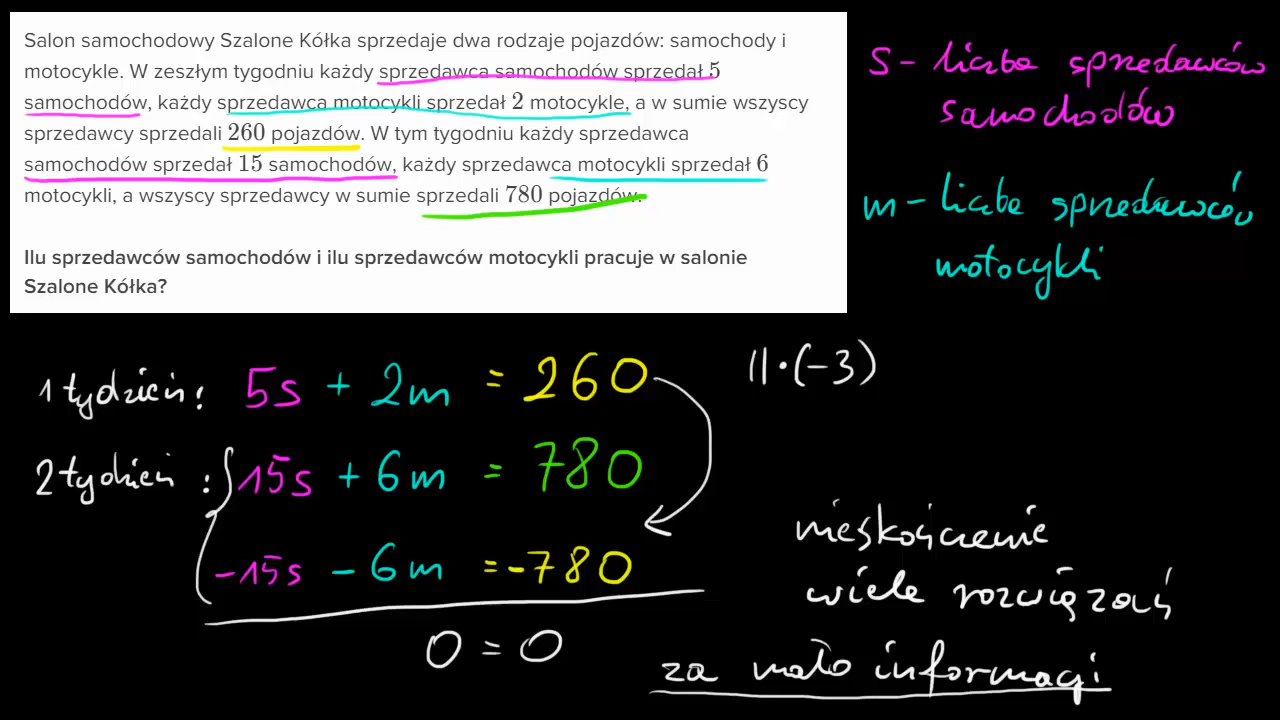 Salon samochodowy Szalone Kółka sprzedaje dwa rodzaje pojazdów: samochody i
motocykle. W zeszłym tygodniu każdy sprzedawca samochodów sprzedał 5
samochodów, każdy sprzedawca motocykli sprzedał 2 motocykle, a w sumie wszyscy
sprzedawcy sprzedali 260 pojazdów. W tym tygodniu każdy sprzedawca
samochodów sprzedał 15 samochodów, każdy sprzedawca motocykli sprzedał 6
motocykli, a wszyscy sprzedawcy w sumie sprzedali 780 pojazdów.
Ilu sprzedawców samochodów i ilu sprzedawców motocykli pracuje w salonie
Szalone Kółka?
s - liczba sprzedawców
samochodów
m - liczba sprzedawców
motocykli
1 tydzień: 5s + 2m = 260 || · (-3)
2 tydzień: 15s + 6m = 780
-15s - 6m = -780
0 = 0
nieskończenie
wiele rozwiązań
za mało informacji